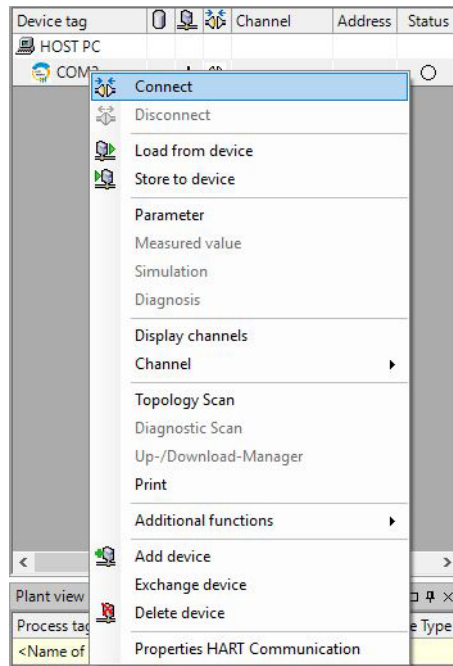 Device tag Channel Address Status
HOST PC
Connect
Disconnect
Load from device
Store to device
Parameter
Measured value
Simulation
Diagnosis
Display channels
Channel
Topology Scan
Diagnostic Scan
Up-/Download-Manager
Print
Additional functions
Add device
Exchange device
Delete device
Properties HART Communication
Plant view
Process tag e Type
<Name of